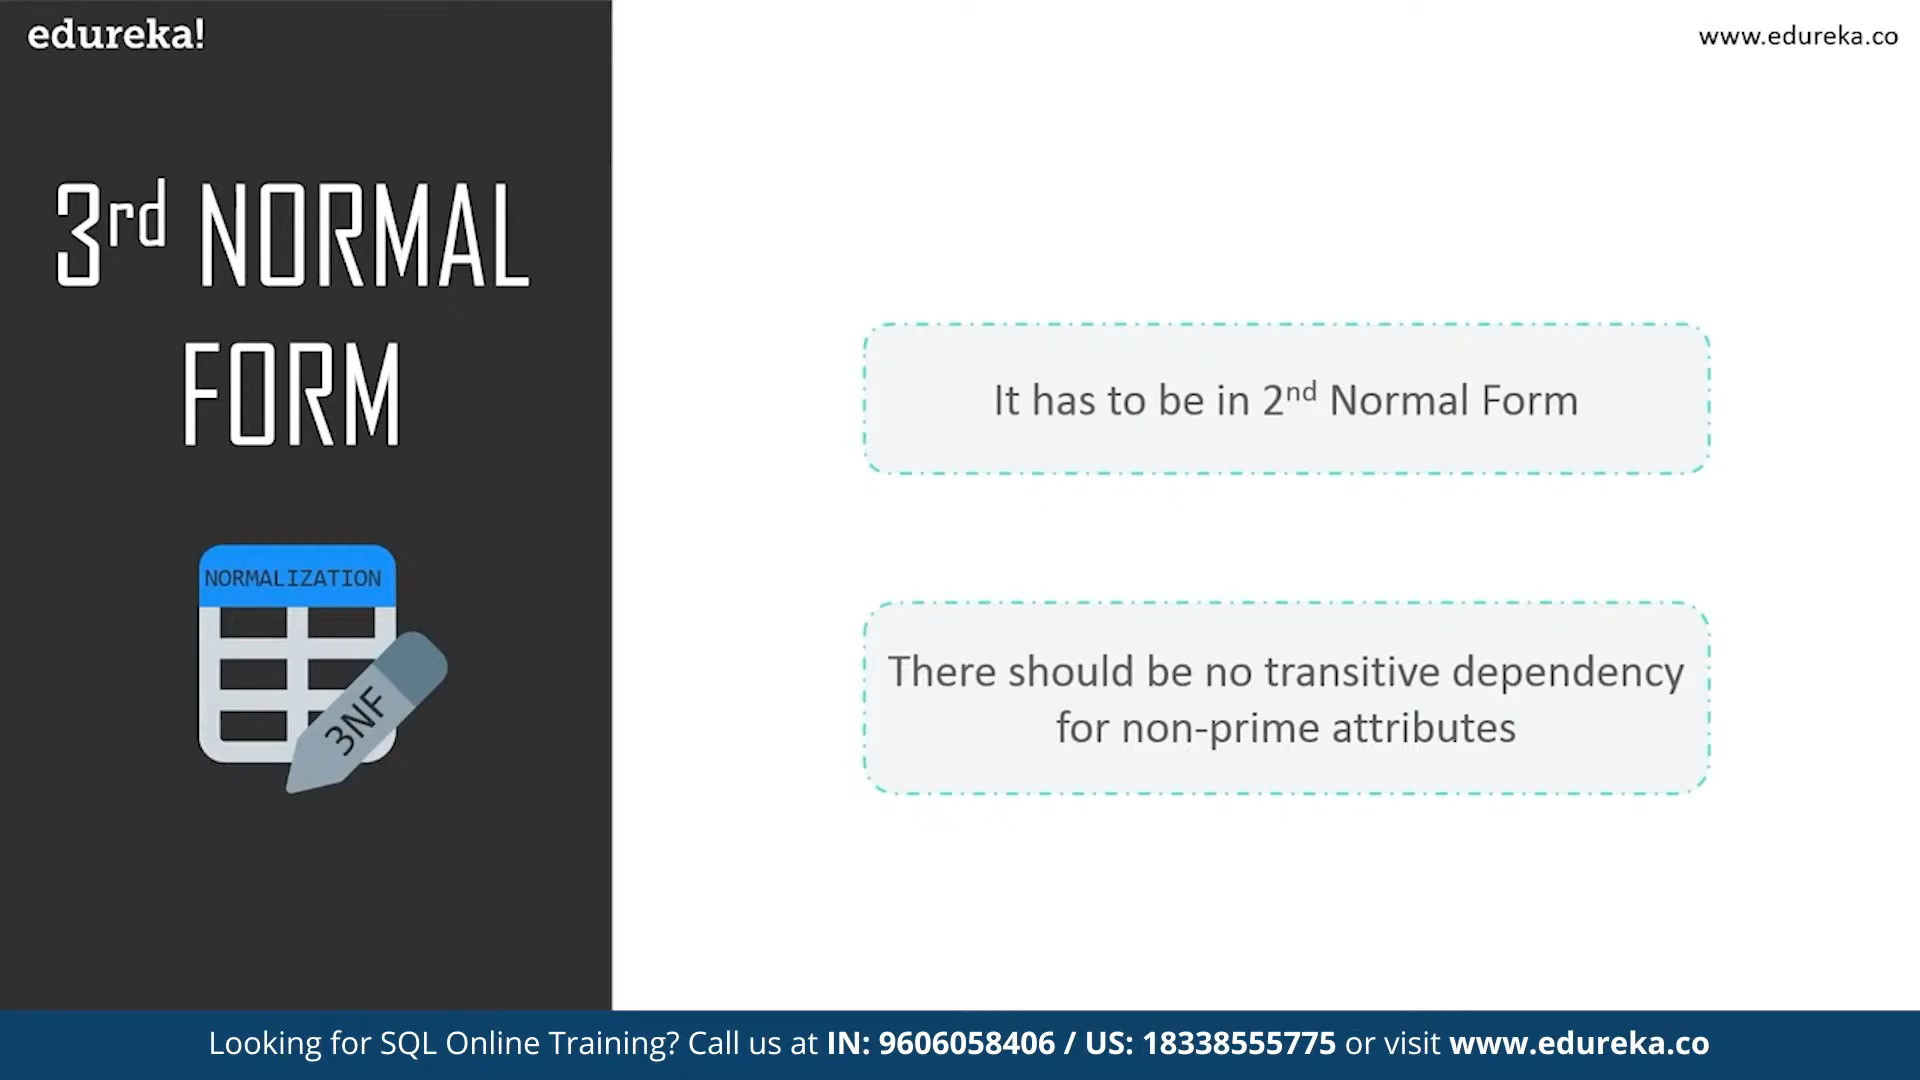 edureka!
www.edureka.co
3rd NORMAL
FORM
NORMALIZATION
3NF
It has to be in 2nd Normal Form
There should be no transitive dependency
for non-prime attributes
Looking for SQL Online Training? Call us at IN: 9606058406 / US: 18338555775 or visit www.edureka.co